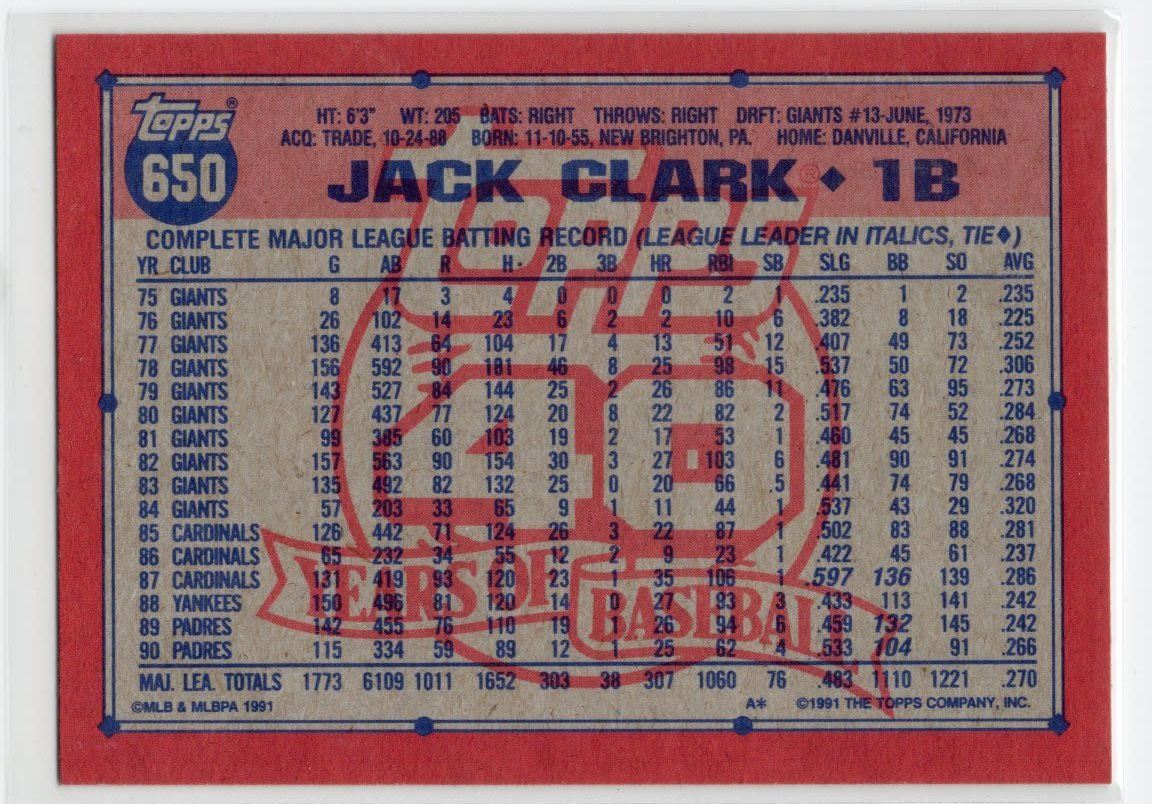 Topps®
650
HT: 6'3" WT: 205 BATS: RIGHT THROWS: RIGHT DRFT: GIANTS #13-JUNE, 1973
ACQ: TRADE, 10-24-88 BORN: 11-10-55, NEW BRIGHTON, PA. HOME: DANVILLE, CALIFORNIA
JACK CLARK ♦ 1B
COMPLETE MAJOR LEAGUE BATTING RECORD (LEAGUE LEADER IN ITALICS, TIE♦)
YR CLUB G AB R H 2B 3B HR RBI SB SLG BB SO AVG
75 GIANTS 8 17 3 4 0 0 0 2 1 .235 1 2 .235
76 GIANTS 26 102 14 23 6 2 2 10 6 .382 8 18 .225
77 GIANTS 136 413 64 104 17 4 13 51 12 .407 49 73 .252
78 GIANTS 156 592 90 181 46 8 25 98 15 .537 50 72 .306
79 GIANTS 143 527 84 144 25 2 26 86 11 .476 63 95 .273
80 GIANTS 127 437 77 124 20 8 22 82 2 .517 74 52 .284
81 GIANTS 99 385 60 103 19 2 17 53 1 .460 45 45 .268
82 GIANTS 157 563 90 154 30 3 27 103 6 .481 90 91 .274
83 GIANTS 135 492 82 132 25 0 20 66 5 .441 74 79 .268
84 GIANTS 57 203 33 65 9 1 11 44 1 .537 43 29 .320
85 CARDINALS 126 442 71 124 26 3 22 87 1 .502 83 88 .281
86 CARDINALS 65 232 34 55 12 2 9 23 1 .422 45 61 .237
87 CARDINALS 131 419 93 120 23 1 35 106 1 .597 136 139 .286
88 YANKEES 150 496 81 120 14 0 27 93 3 .433 113 141 .242
89 PADRES 142 455 76 110 19 1 26 94 6 .459 132 145 .242
90 PADRES 115 334 59 89 12 1 25 62 4 .533 104 91 .266
MAJ. LEA. TOTALS 1773 6109 1011 1652 303 38 307 1060 76 .483 1110 1221 .270
©MLB & MLBPA 1991 A* ©1991 THE TOPPS COMPANY, INC.
Topps®
40
YEARS OF BASEBALL